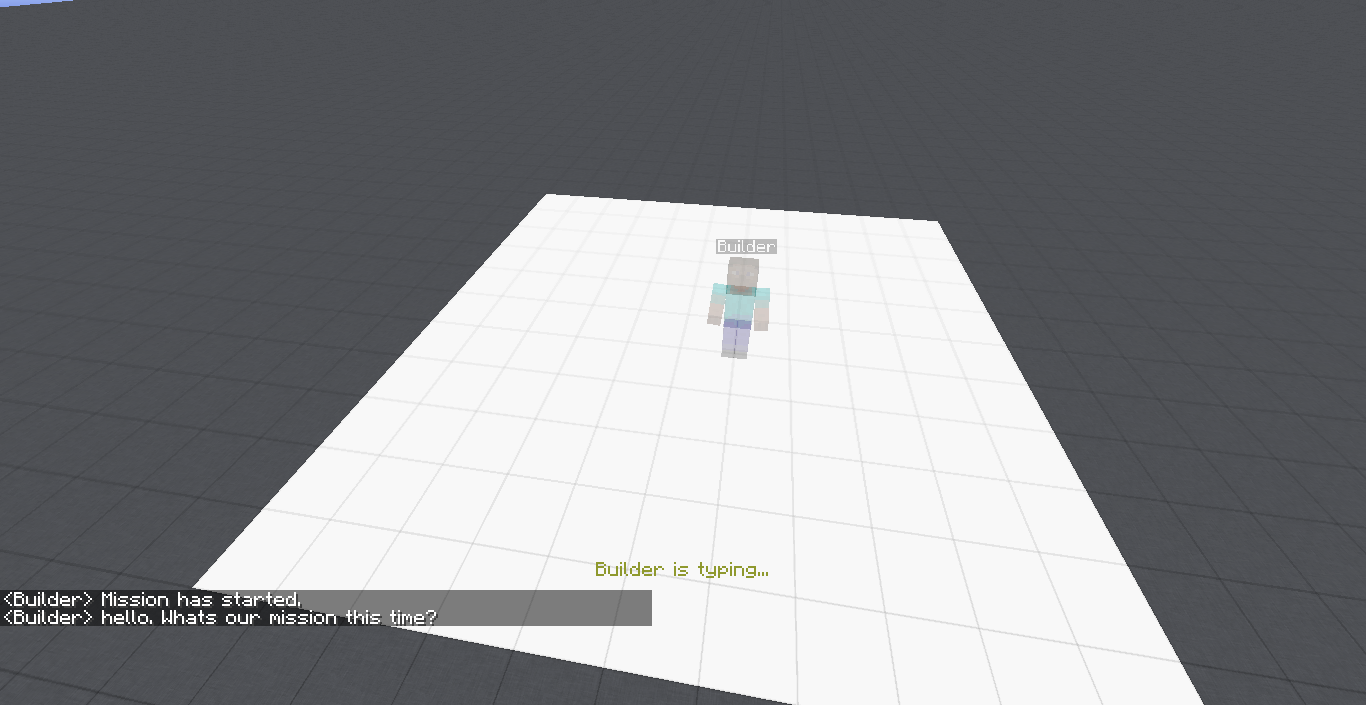 Builder
Builder is typing...
<Builder> Mission has started.
<Builder> hello. Whats our mission this time?